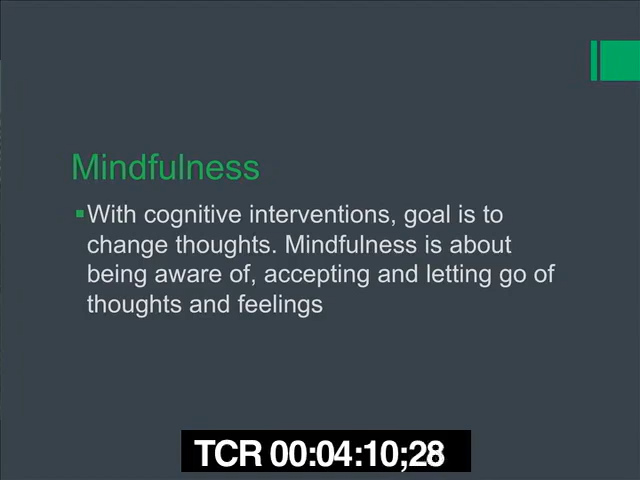 Mindfulness
With cognitive interventions, goal is to
change thoughts. Mindfulness is about
being aware of, accepting and letting go of
thoughts and feelings
TCR 00:04:10;28